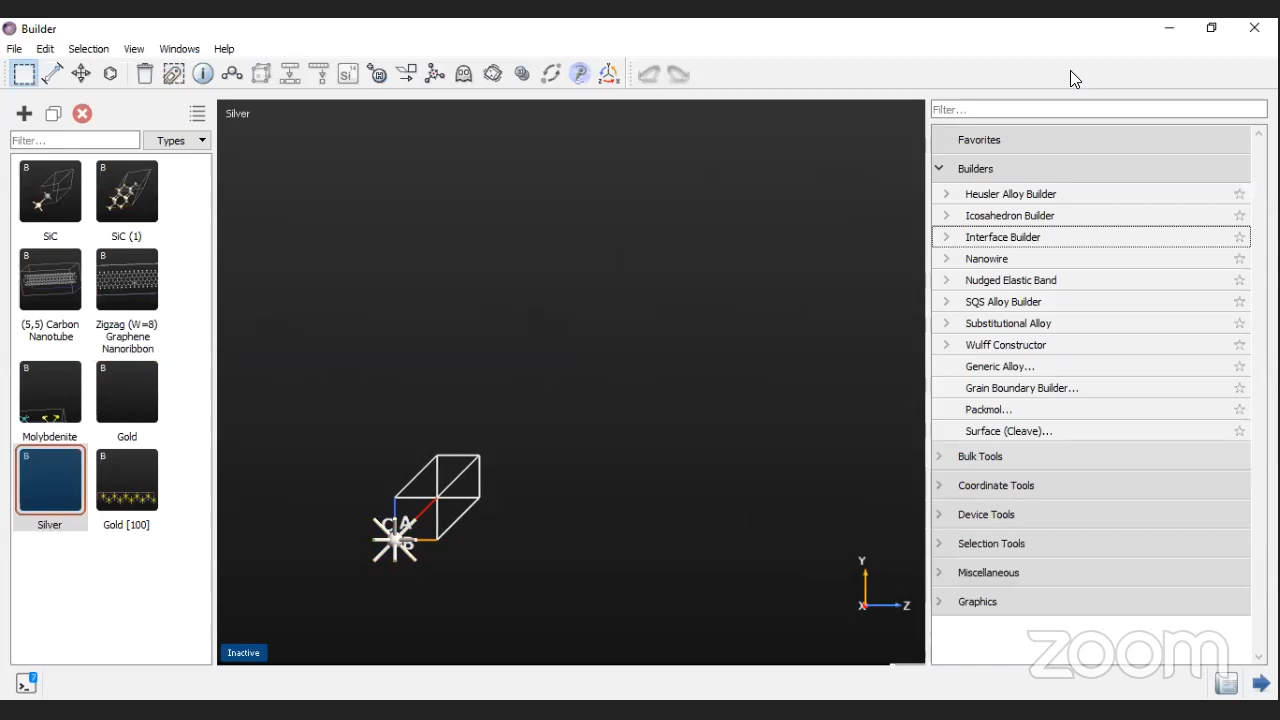 Builder
File Edit Selection View Windows Help
Si 14
H
Filter...
Types
Silver
Filter...
Favorites
Builders
Heusler Alloy Builder
Icosahedron Builder
Interface Builder
Nanowire
Nudged Elastic Band
SQS Alloy Builder
Substitutional Alloy
Wulff Constructor
Generic Alloy...
Grain Boundary Builder...
Packmol...
Surface (Cleave)...
Bulk Tools
Coordinate Tools
Device Tools
Selection Tools
Miscellaneous
Graphics
B B
SiC SiC (1)
B B
(5,5) Carbon
Nanotube
Zigzag (W=8)
Graphene
Nanoribbon
B B
Molybdenite Gold
B B
Silver Gold [100]
C A
B
Y
X Z
Inactive
7
zoom